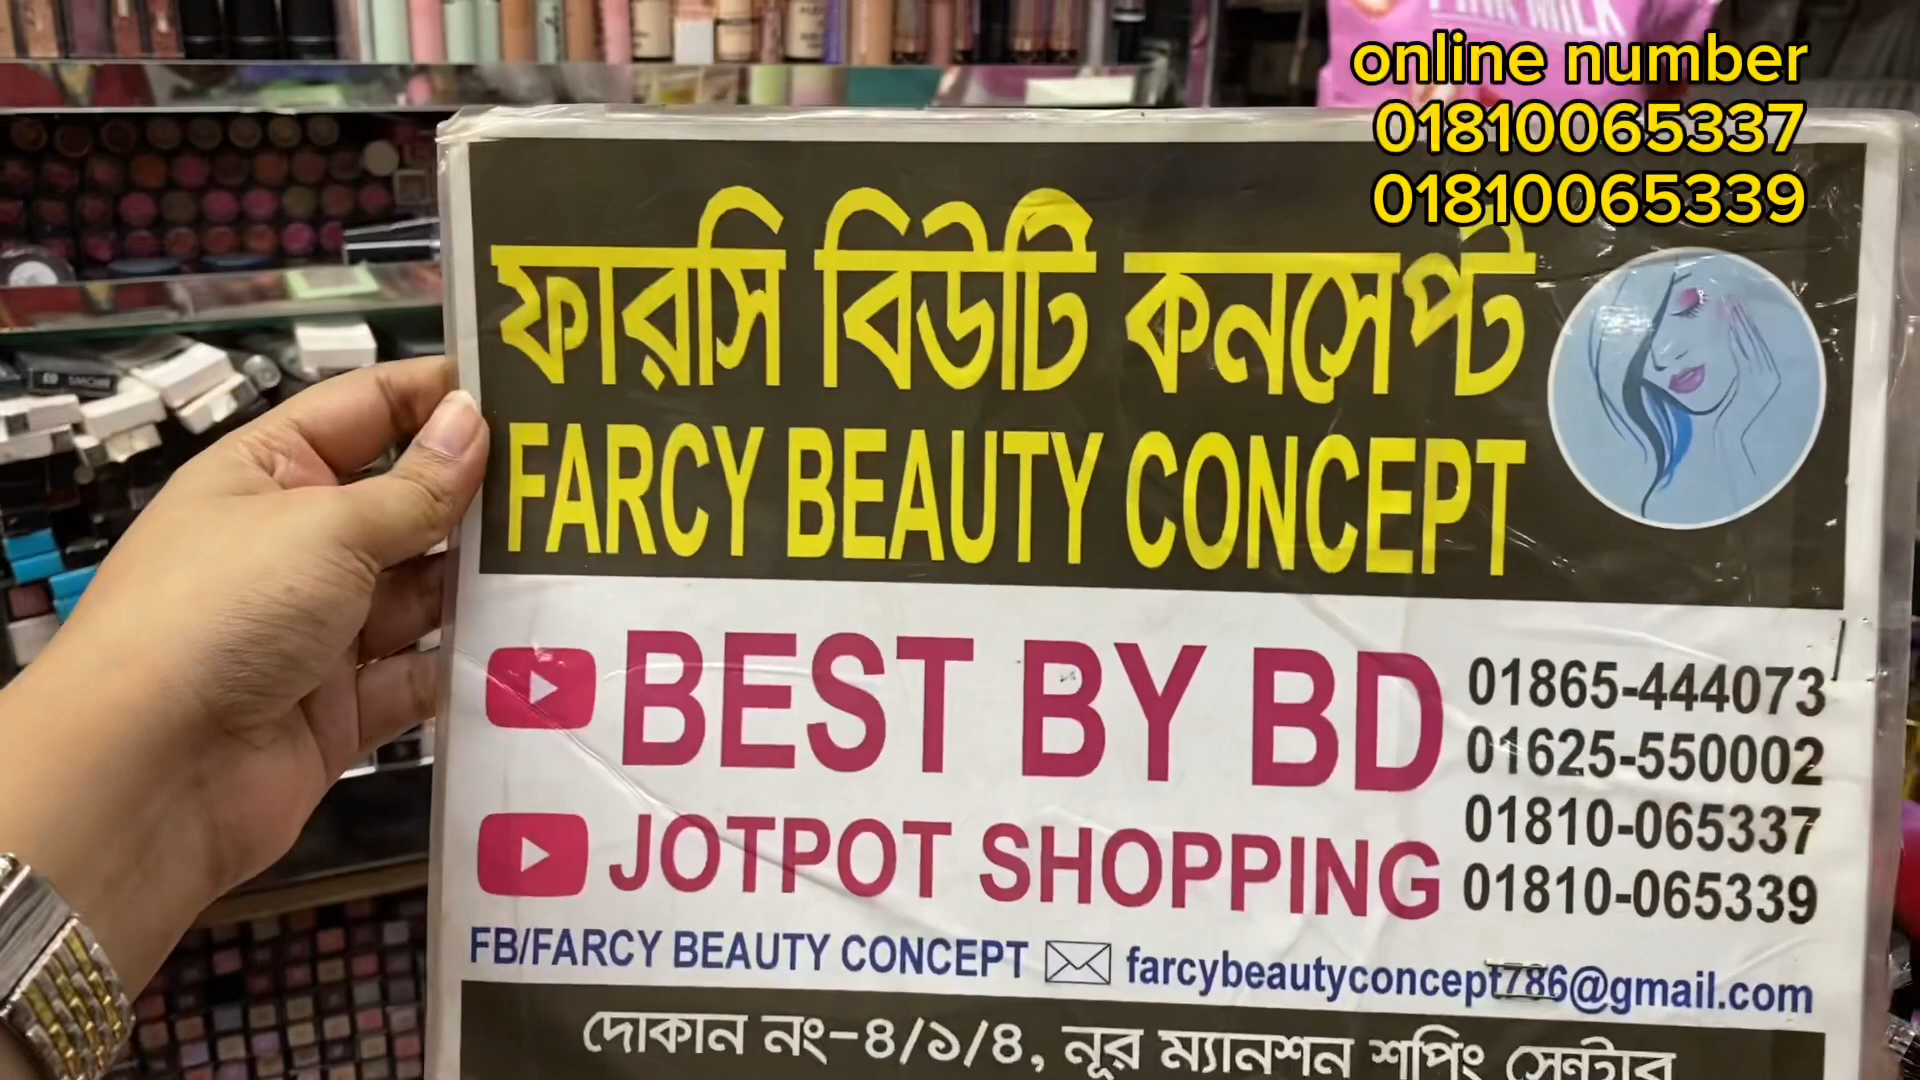 online number
01810065337
01810065339
ফারসি বিউটি কনসেপ্ট
FARCY BEAUTY CONCEPT
BEST BY BD
JOTPOT SHOPPING
01865-444073
01625-550002
01810-065337
01810-065339
FB/FARCY BEAUTY CONCEPT farcybeautyconcept786@gmail.com
দোকান নং-৪/১/৪, নূর ম্যানশন শপিং সেন্টার